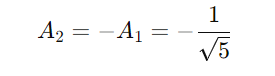 A₂ = −A₁ = −1/√5